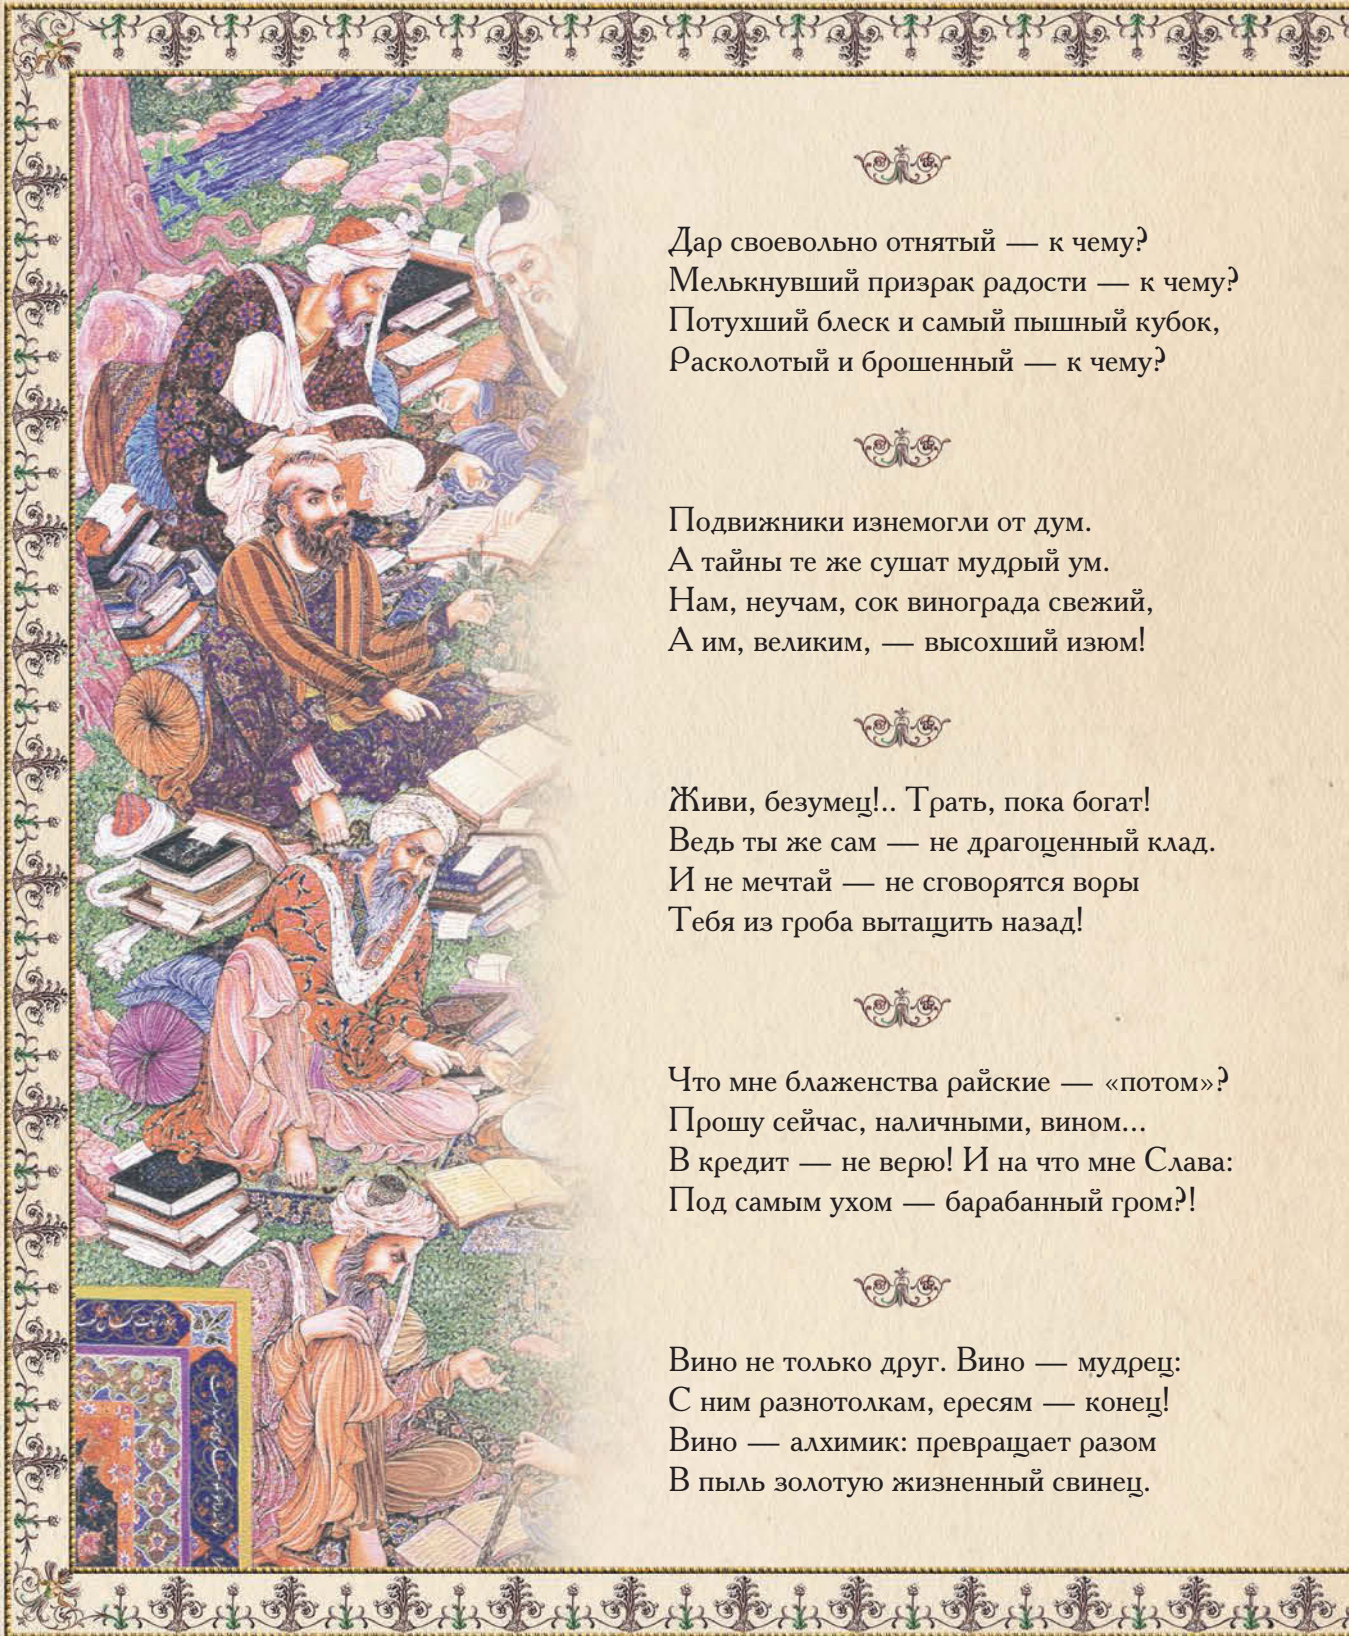 Дар своевольно отнятый — к чему?
Мелькнувший призрак радости — к чему?
Потухший блеск и самый пышный кубок,
Расколотый и брошенный — к чему?
Подвижники изнемогли от дум.
А тайны те же сушат мудрый ум.
Нам, неучам, сок винограда свежий,
А им, великим, — высохший изюм!
Живи, безумец!.. Трать, пока богат!
Ведь ты же сам — не драгоценный клад.
И не мечтай — не сговорятся воры
Тебя из гроба вытащить назад!
Что мне блаженства райские — «потом»?
Прошу сейчас, наличными, вином...
В кредит — не верю! И на что мне Слава:
Под самым ухом — барабанный гром?!
Вино не только друг. Вино — мудрец:
С ним разнотолкам, ересям — конец!
Вино — алхимик: превращает разом
В пыль золотую жизненный свинец.